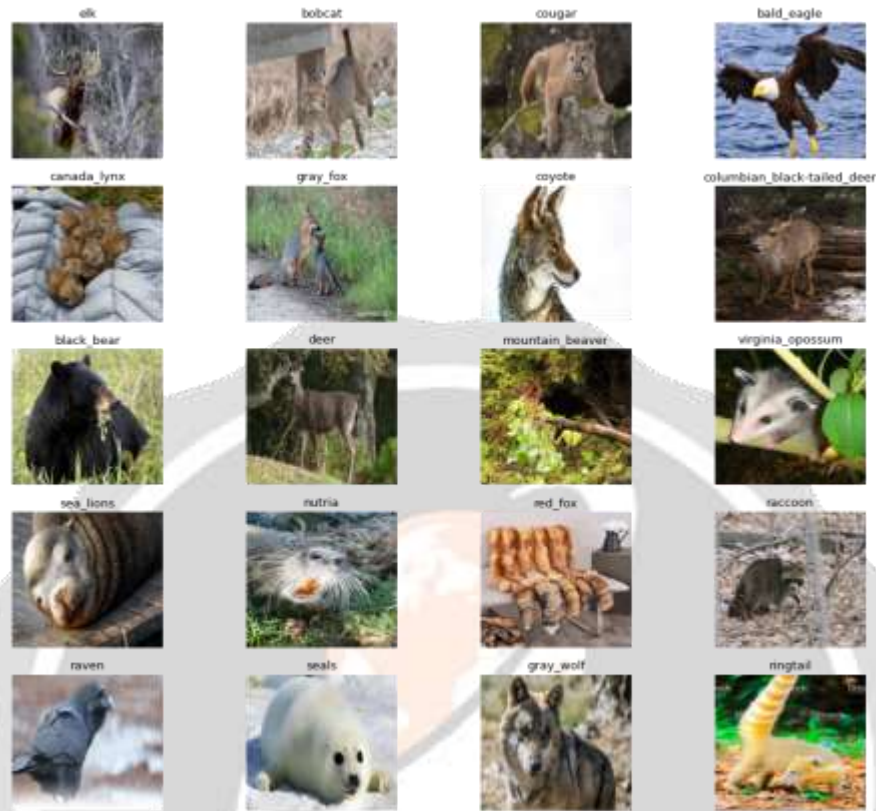 elk
bobcat
cougar
bald_eagle
canada_lynx
gray_fox
coyote
columbian_black-tailed_deer
black_bear
deer
mountain_beaver
virginia_opossum
sea_lions
nutria
red_fox
raccoon
raven
seals
gray_wolf
ringtail